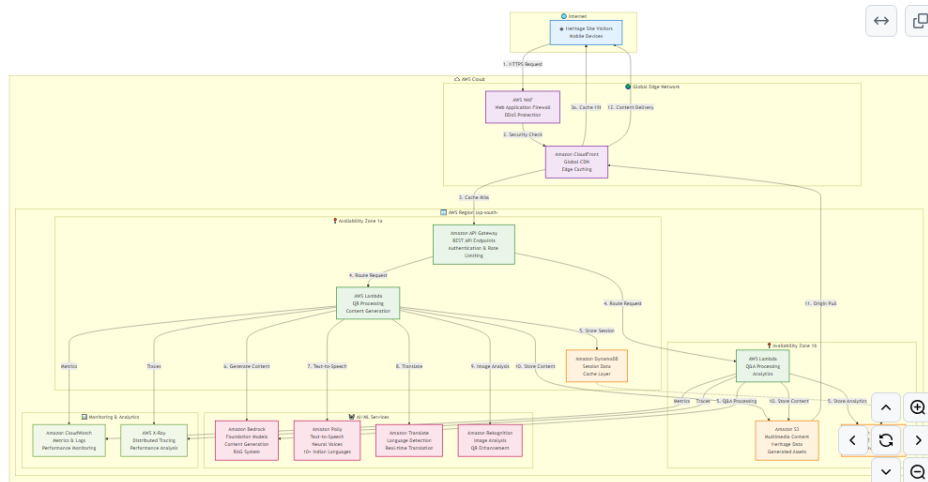 Internet
Heritage Site Visitors
Mobile Devices
1. HTTPS Request
AWS Cloud
Global Edge Network
AWS WAF
Web Application Firewall
DDoS Protection
3a. Cache Hit
12. Content Delivery
2. Security Check
Amazon CloudFront
Global CDN
Edge Caching
3. Cache Miss
AWS Region (ap-south-
Availability Zone 1a
Amazon API Gateway
REST API Endpoints
Authentication & Rate
Limiting
4. Route Request
AWS Lambda
QR Processing
Content Generation
4. Route Request
11. Origin Pull
5. Store Session
Availability Zone 1b
Amazon DynamoDB
Session Data
Cache Layer
AWS Lambda
Q&A Processing
Analytics
Metrics
Traces
6. Generate Content
7. Text-to-Speech
8. Translate
9. Image Analysis
10. Store Content
Metrics
Traces
5. Q&A Processing
10. Store Content
5. Store Analytics
Monitoring & Analytics
AI/ML Services
Amazon CloudWatch
Metrics & Logs
Performance Monitoring
AWS X-Ray
Distributed Tracing
Performance Analysis
Amazon Bedrock
Foundation Models
Content Generation
RAG System
Amazon Polly
Text-to-Speech
Neural Voices
10+ Indian Languages
Amazon Translate
Language Detection
Real-time Translation
Amazon Rekognition
Image Analysis
QR Enhancement
Amazon S3
Multimedia Content
Heritage Data
Generated Assets